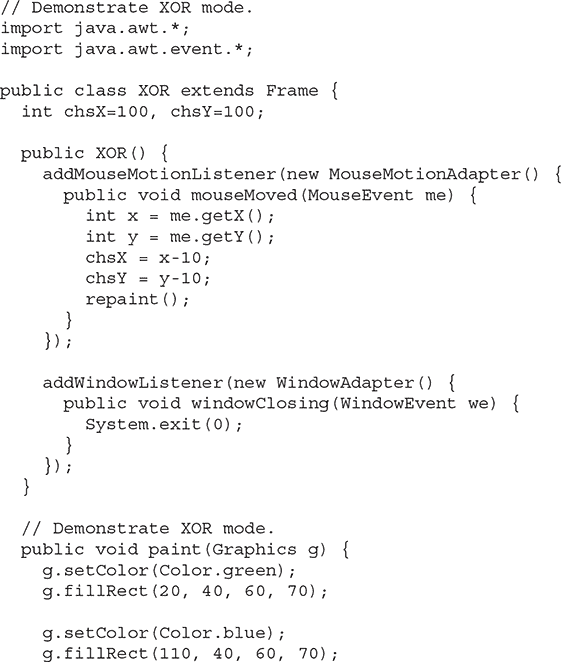 // Demonstrate XOR mode.
import java.awt.*;
import java.awt.event.*;

public class XOR extends Frame {
  int chsX=100, chsY=100;

  public XOR() {
    addMouseMotionListener(new MouseMotionAdapter() {
      public void mouseMoved(MouseEvent me) {
        int x = me.getX();
        int y = me.getY();
        chsX = x-10;
        chsY = y-10;
        repaint();
      }
    });

    addWindowListener(new WindowAdapter() {
      public void windowClosing(WindowEvent we) {
        System.exit(0);
      }
    });
  }

  // Demonstrate XOR mode.
  public void paint(Graphics g) {
    g.setColor(Color.green);
    g.fillRect(20, 40, 60, 70);

    g.setColor(Color.blue);
    g.fillRect(110, 40, 60, 70);